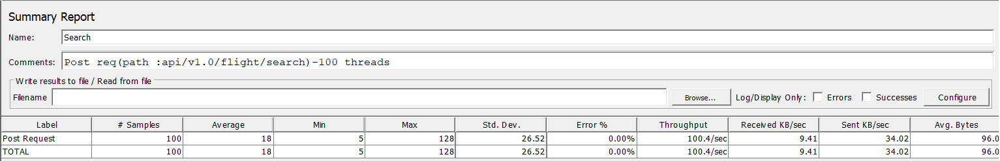 Summary Report
Name: Search
Comments: Post req(path :api/v1.0/flight/search)-100 threads
Write results to file / Read from file
Filename Browse... Log/Display Only: Errors Successes Configure
Label # Samples Average Min Max Std. Dev. Error % Throughput Received KB/sec Sent KB/sec Avg. Bytes
Post Request 100 18 5 128 26.52 0.00% 100.4/sec 9.41 34.02 96.0
TOTAL 100 18 5 128 26.52 0.00% 100.4/sec 9.41 34.02 96.0